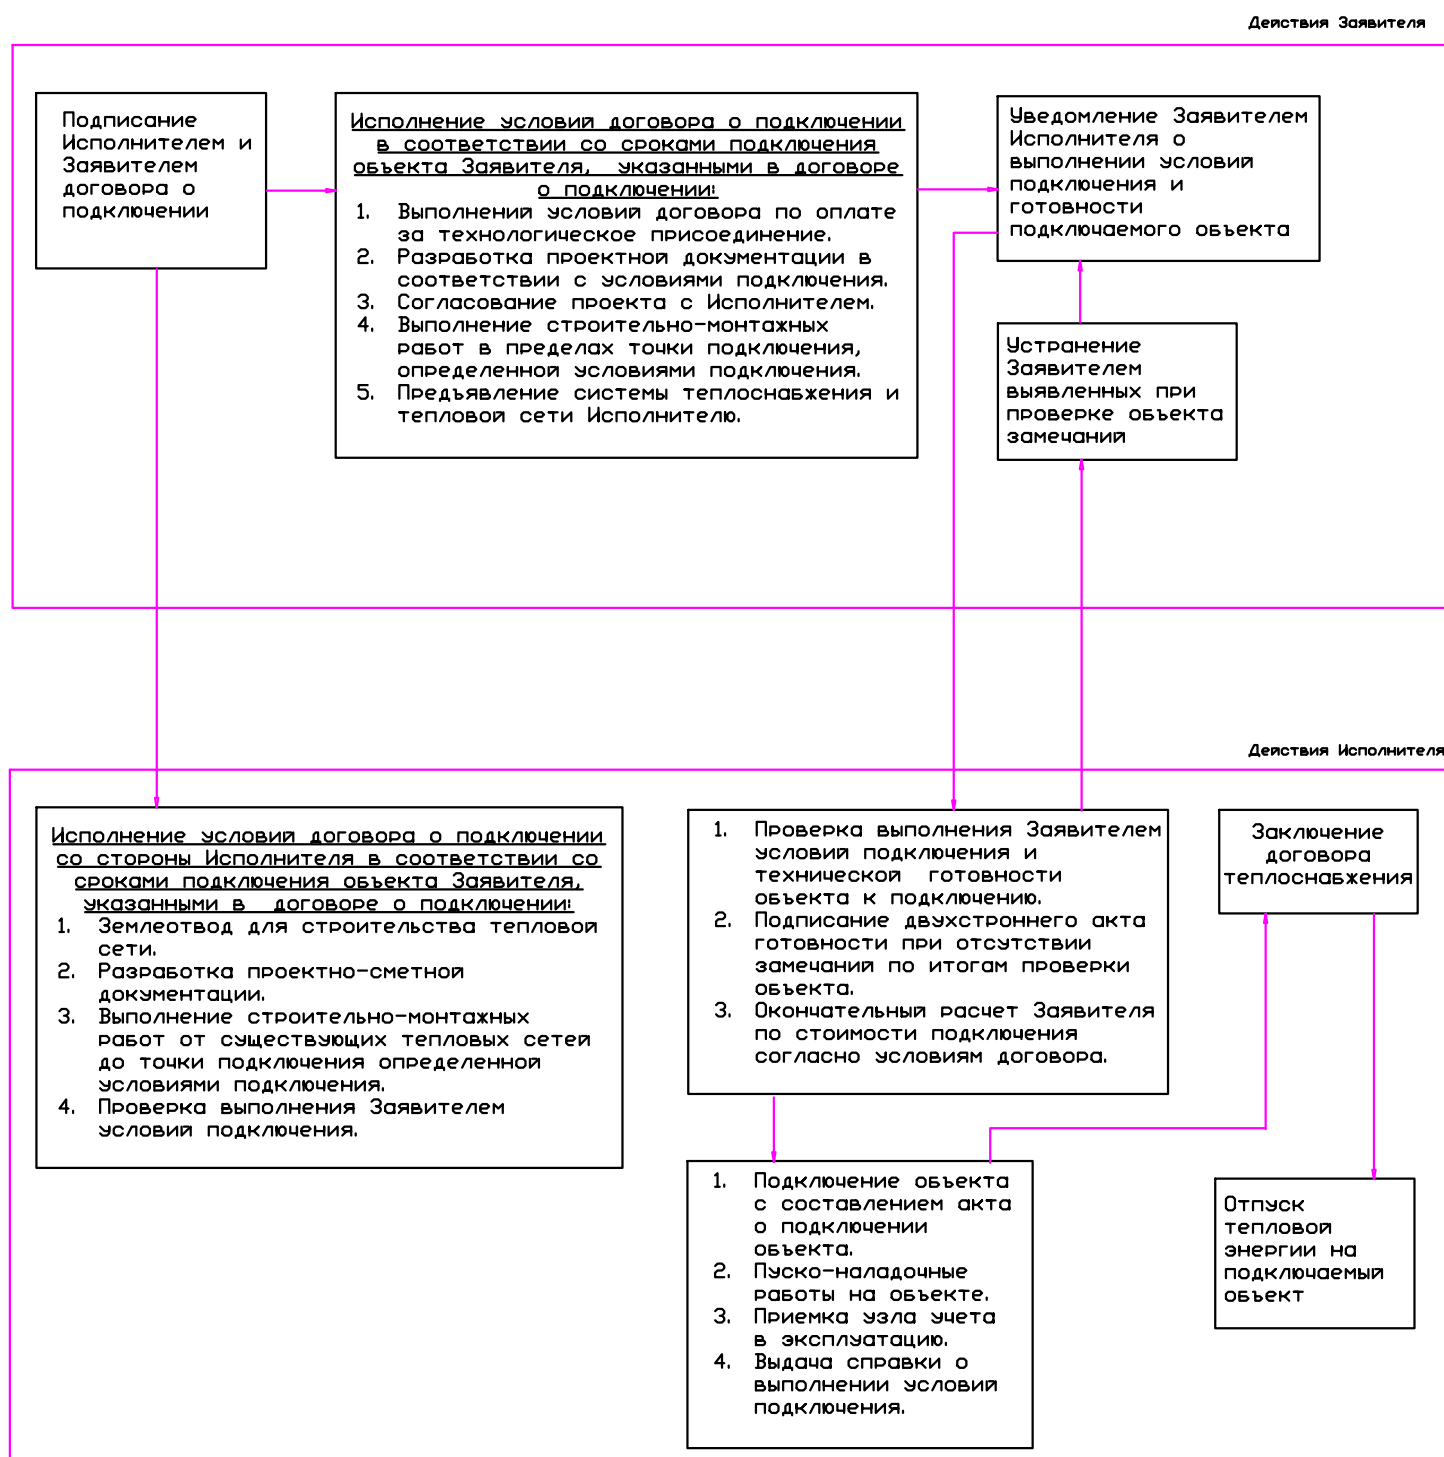 Действия Заявителя
Подписание
Исполнителем и
Заявителем
договора о
подключении
Исполнение условий договора о подключении
в соответствии со сроками подключения
объекта Заявителя, указанными в договоре
о подключении:
1. Выполнений условий договора по оплате
за технологическое присоединение.
2. Разработка проектной документации в
соответствии с условиями подключения.
3. Согласование проекта с Исполнителем.
4. Выполнение строительно-монтажных
работ в пределах точки подключения,
определенной условиями подключения.
5. Предъявление системы теплоснабжения и
тепловой сети Исполнителю.
Уведомление Заявителем
Исполнителя о
выполнении условий
подключения и
готовности
подключаемого объекта
Устранение
Заявителем
выявленных при
проверке объекта
замечаний
Действия Исполнителя
Исполнение условий договора о подключении
со стороны Исполнителя в соответствии со
сроками подключения объекта Заявителя,
указанными в договоре о подключении:
1. Землеотвод для строительства тепловой
сети.
2. Разработка проектно-сметной
документации.
3. Выполнение строительно-монтажных
работ от существующих тепловых сетей
до точки подключения определенной
условиями подключения.
4. Проверка выполнения Заявителем
условий подключения.
1. Проверка выполнения Заявителем
условий подключения и
технической готовности
объекта к подключению.
2. Подписание двухстроннего акта
готовности при отсутствии
замечаний по итогам проверки
объекта.
3. Окончательный расчет Заявителя
по стоимости подключения
согласно условиям договора.
Заключение
договора
теплоснабжения
1. Подключение объекта
с составлением акта
о подключении
объекта.
2. Пуско-наладочные
работы на объекте.
3. Приемка узла учета
в эксплуатацию.
4. Выдача справки о
выполнении условий
подключения.
Отпуск
тепловой
энергии на
подключаемый
объект